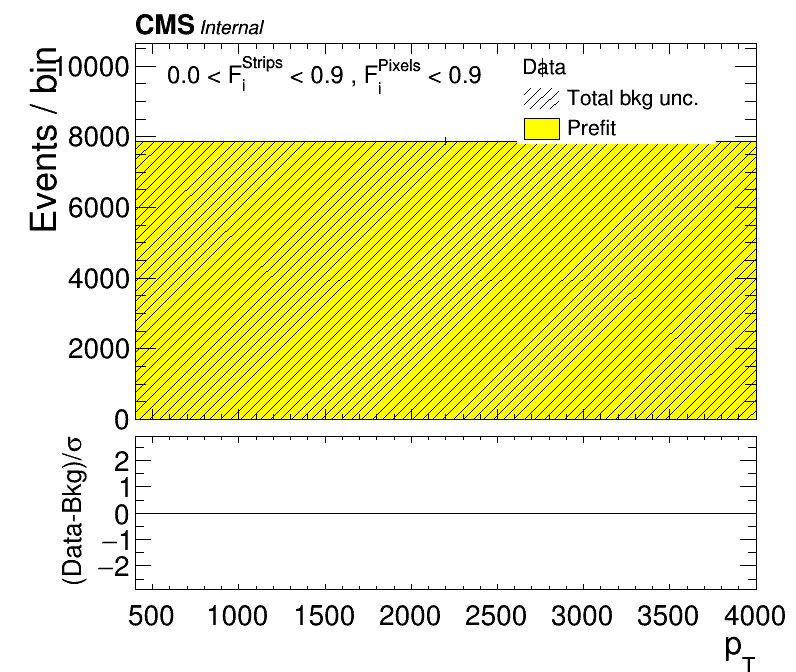 CMS Internal
Events / bin
10000
8000
6000
4000
2000
0
0.0 < F_i^Strips < 0.9 , F_i^Pixels < 0.9
Data
Total bkg unc.
Prefit
(Data-Bkg)/σ
2
1
0
−1
−2
500 1000 1500 2000 2500 3000 3500 4000
p_T